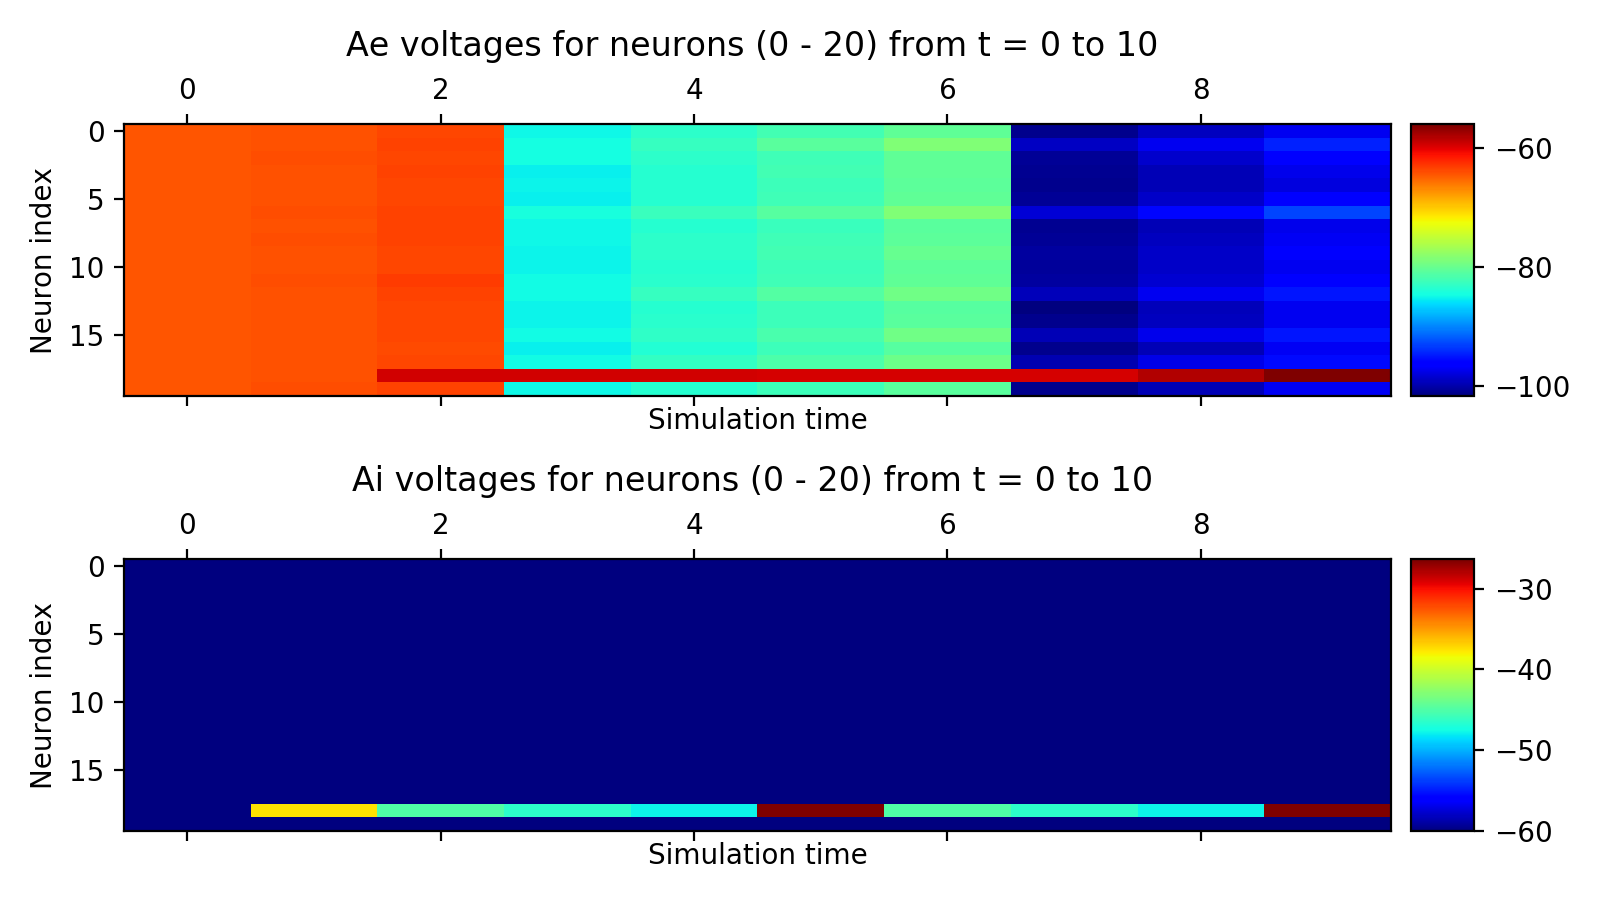 Ae voltages for neurons (0 - 20) from t = 0 to 10
0 2 4 6 8
Neuron index
0
5
10
15
−60
−80
−100
Simulation time
Ai voltages for neurons (0 - 20) from t = 0 to 10
0 2 4 6 8
Neuron index
0
5
10
15
−30
−40
−50
−60
Simulation time